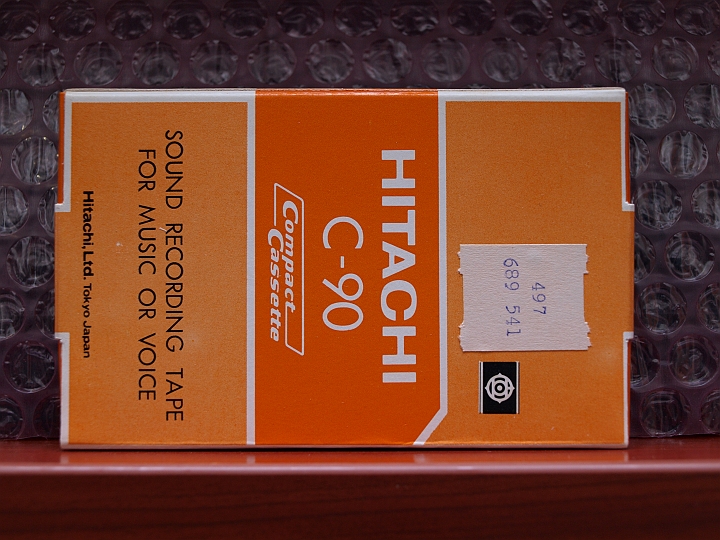 497
689 541
HITACHI
C-90
Compact
Cassette
SOUND RECORDING TAPE
FOR MUSIC OR VOICE
Hitachi, Ltd. Tokyo Japan